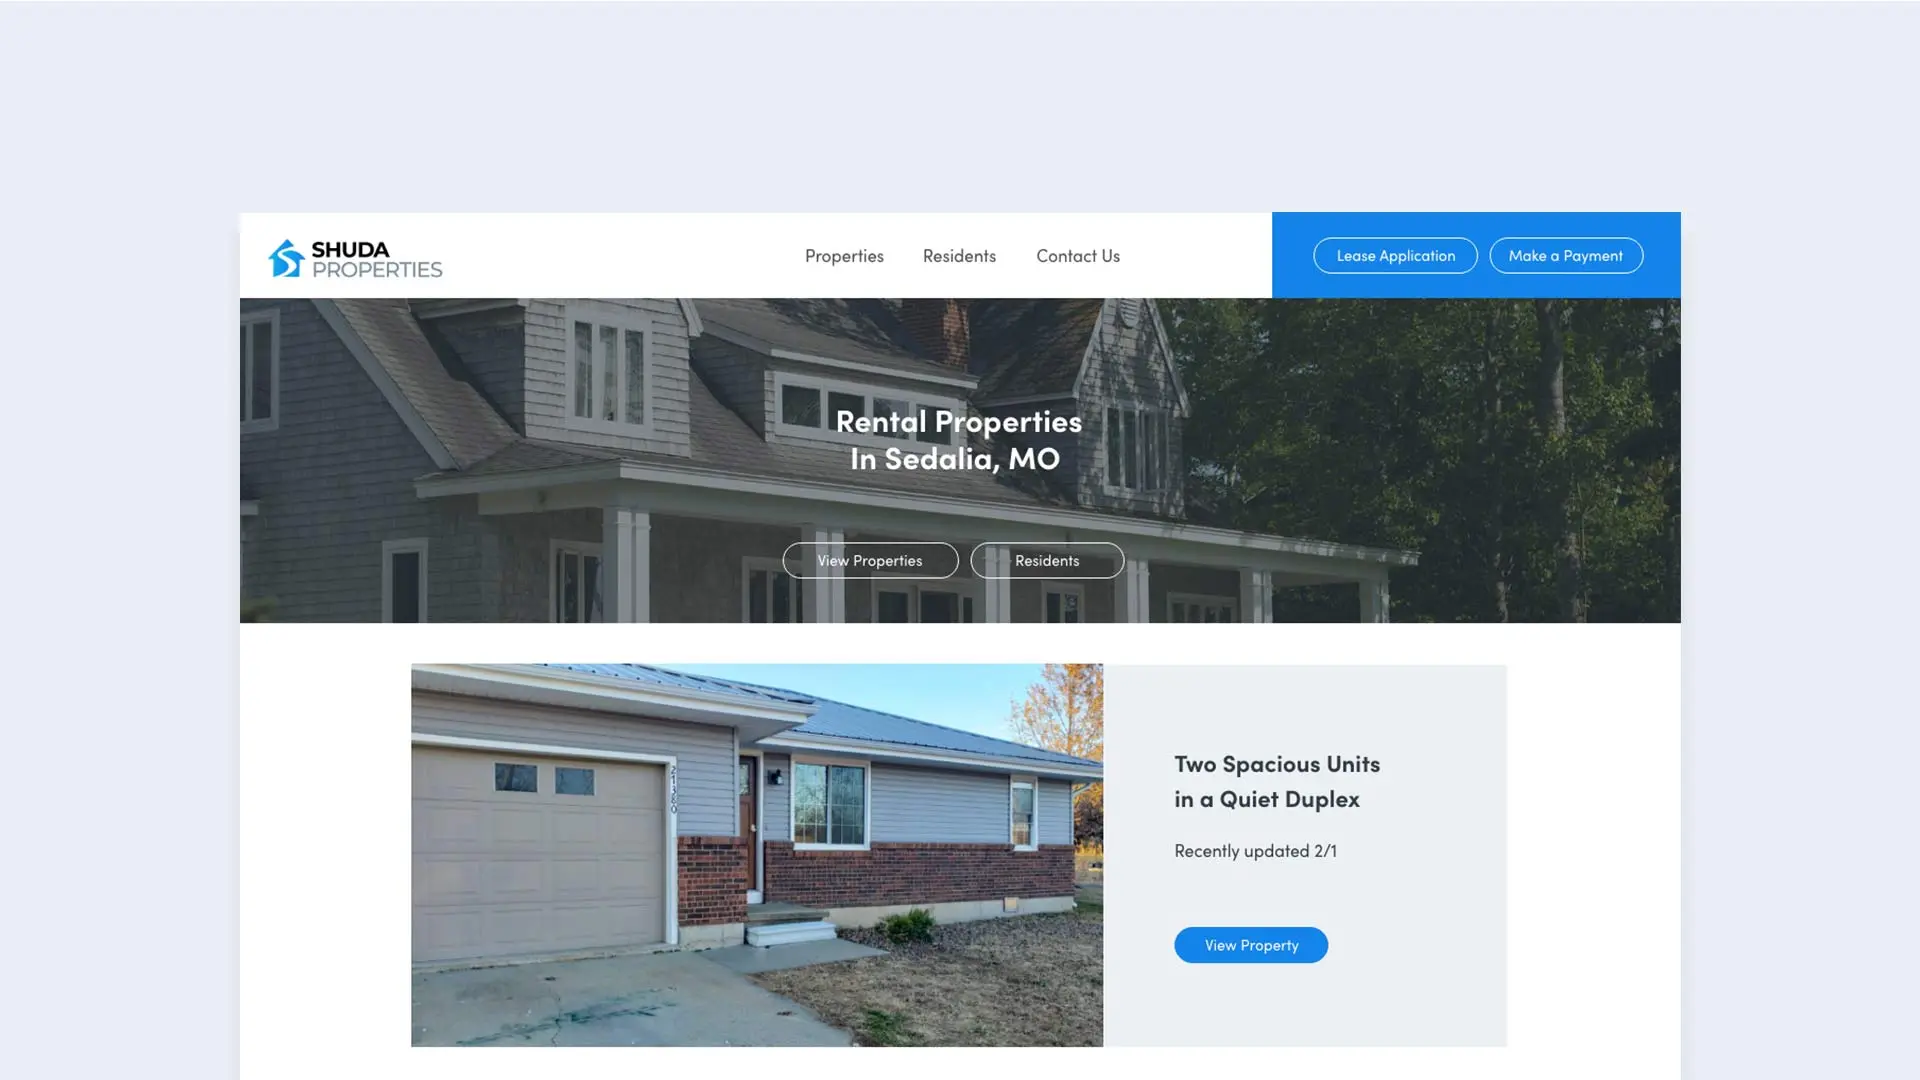 SHUDA
PROPERTIES
Properties
Residents
Contact Us
Lease Application
Make a Payment
Rental Properties
In Sedalia, MO
View Properties
Residents
27380
Two Spacious Units
in a Quiet Duplex
Recently updated 2/1
View Property